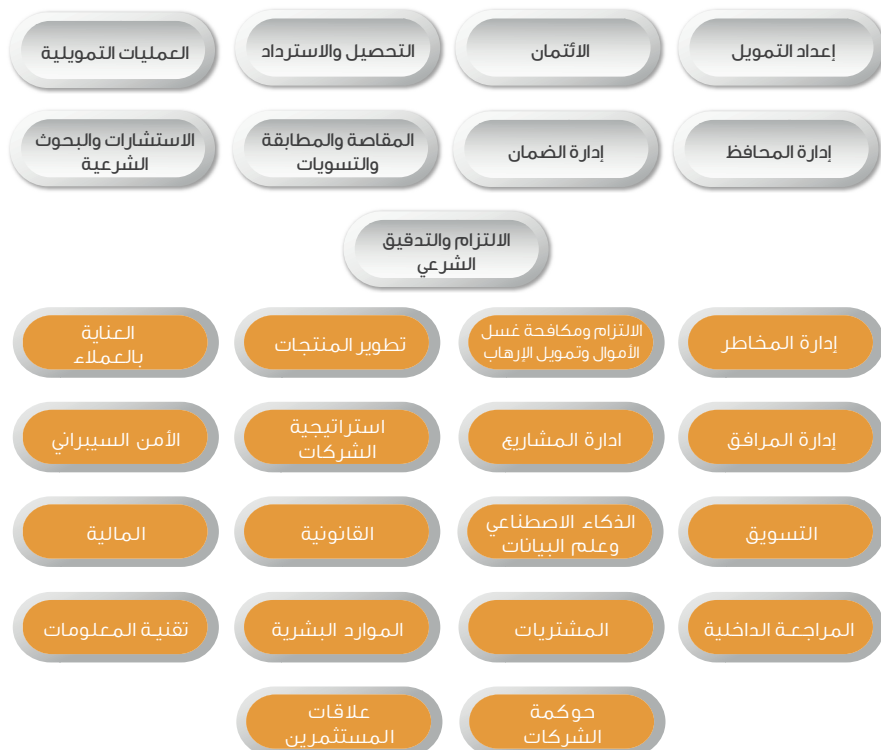 إعداد التمويل
الائتمان
التحصيل والاسترداد
العمليات التمويلية
إدارة المحافظ
إدارة الضمان
المقاصة والمطابقة
والتسويات
الاستشارات والبحوث
الشرعية
الالتزام والتدقيق
الشرعي
إدارة المخاطر
الالتزام ومكافحة غسل
الأموال وتمويل الإرهاب
تطوير المنتجات
العناية
بالعملاء
إدارة المرافق
ادارة المشاريع
استراتيجية
الشركات
الأمن السيبراني
التسويق
الذكاء الاصطناعي
وعلم البيانات
القانونية
المالية
المراجعة الداخلية
المشتريات
الموارد البشرية
تقنية المعلومات
حوكمة
الشركات
علاقات
المستثمرين